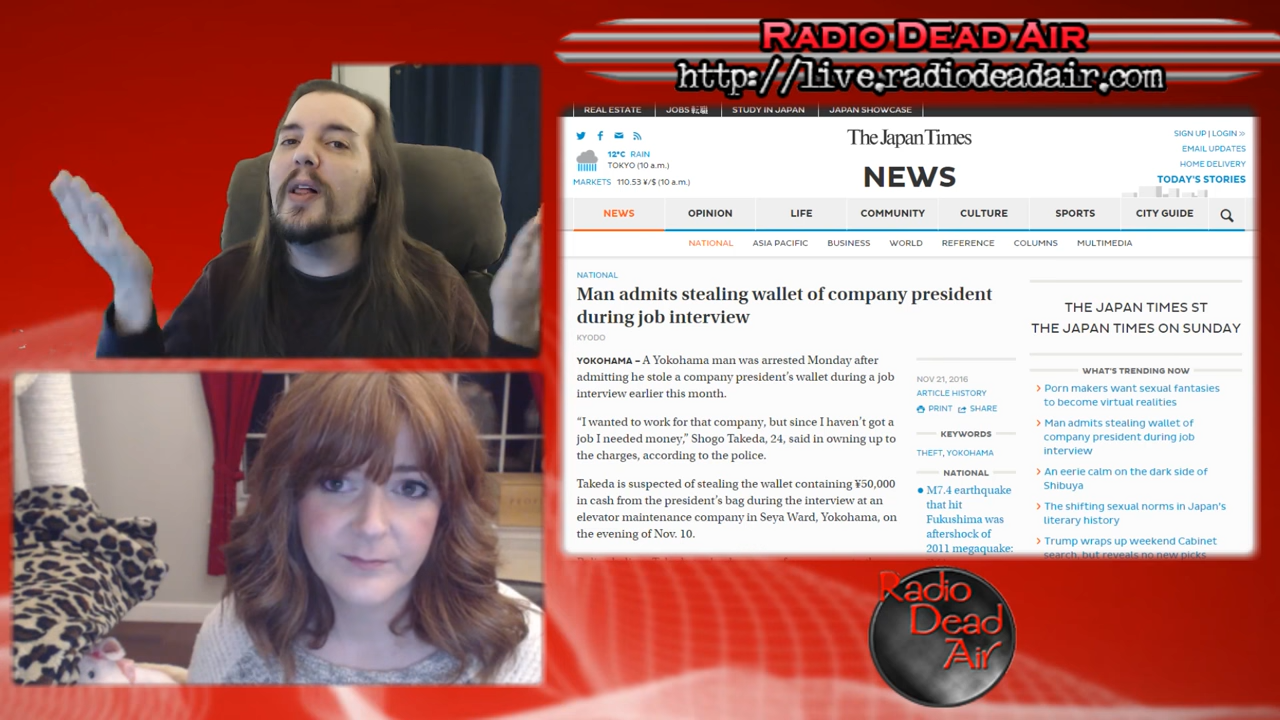 RADIO DEAD AIR
http://live.radiodeadair.com
REAL ESTATE
JOBS 転職
STUDY IN JAPAN
JAPAN SHOWCASE
12°C RAIN
TOKYO (10 a.m.)
MARKETS 110.53 ¥/$ (10 a.m.)
The Japan Times
NEWS
SIGN UP | LOGIN >>
EMAIL UPDATES
HOME DELIVERY
TODAY'S STORIES
NEWS
OPINION
LIFE
COMMUNITY
CULTURE
SPORTS
CITY GUIDE
NATIONAL
ASIA PACIFIC
BUSINESS
WORLD
REFERENCE
COLUMNS
MULTIMEDIA
NATIONAL
Man admits stealing wallet of company president
during job interview
KYODO
YOKOHAMA – A Yokohama man was arrested Monday after
admitting he stole a company president's wallet during a job
interview earlier this month.
“I wanted to work for that company, but since I haven't got a
job I needed money,” Shogo Takeda, 24, said in owning up to
the charges, according to the police.
Takeda is suspected of stealing the wallet containing ¥50,000
in cash from the president's bag during the interview at an
elevator maintenance company in Seya Ward, Yokohama, on
the evening of Nov. 10.
NOV 21, 2016
ARTICLE HISTORY
PRINT SHARE
KEYWORDS
THEFT, YOKOHAMA
NATIONAL
M7.4 earthquake
that hit
Fukushima was
aftershock of
2011 megaquake:
THE JAPAN TIMES ST
THE JAPAN TIMES ON SUNDAY
WHAT'S TRENDING NOW
Porn makers want sexual fantasies
to become virtual realities
Man admits stealing wallet of
company president during job
interview
An eerie calm on the dark side of
Shibuya
The shifting sexual norms in Japan's
literary history
Trump wraps up weekend Cabinet
search, but reveals no new picks
Radio
Dead
Air